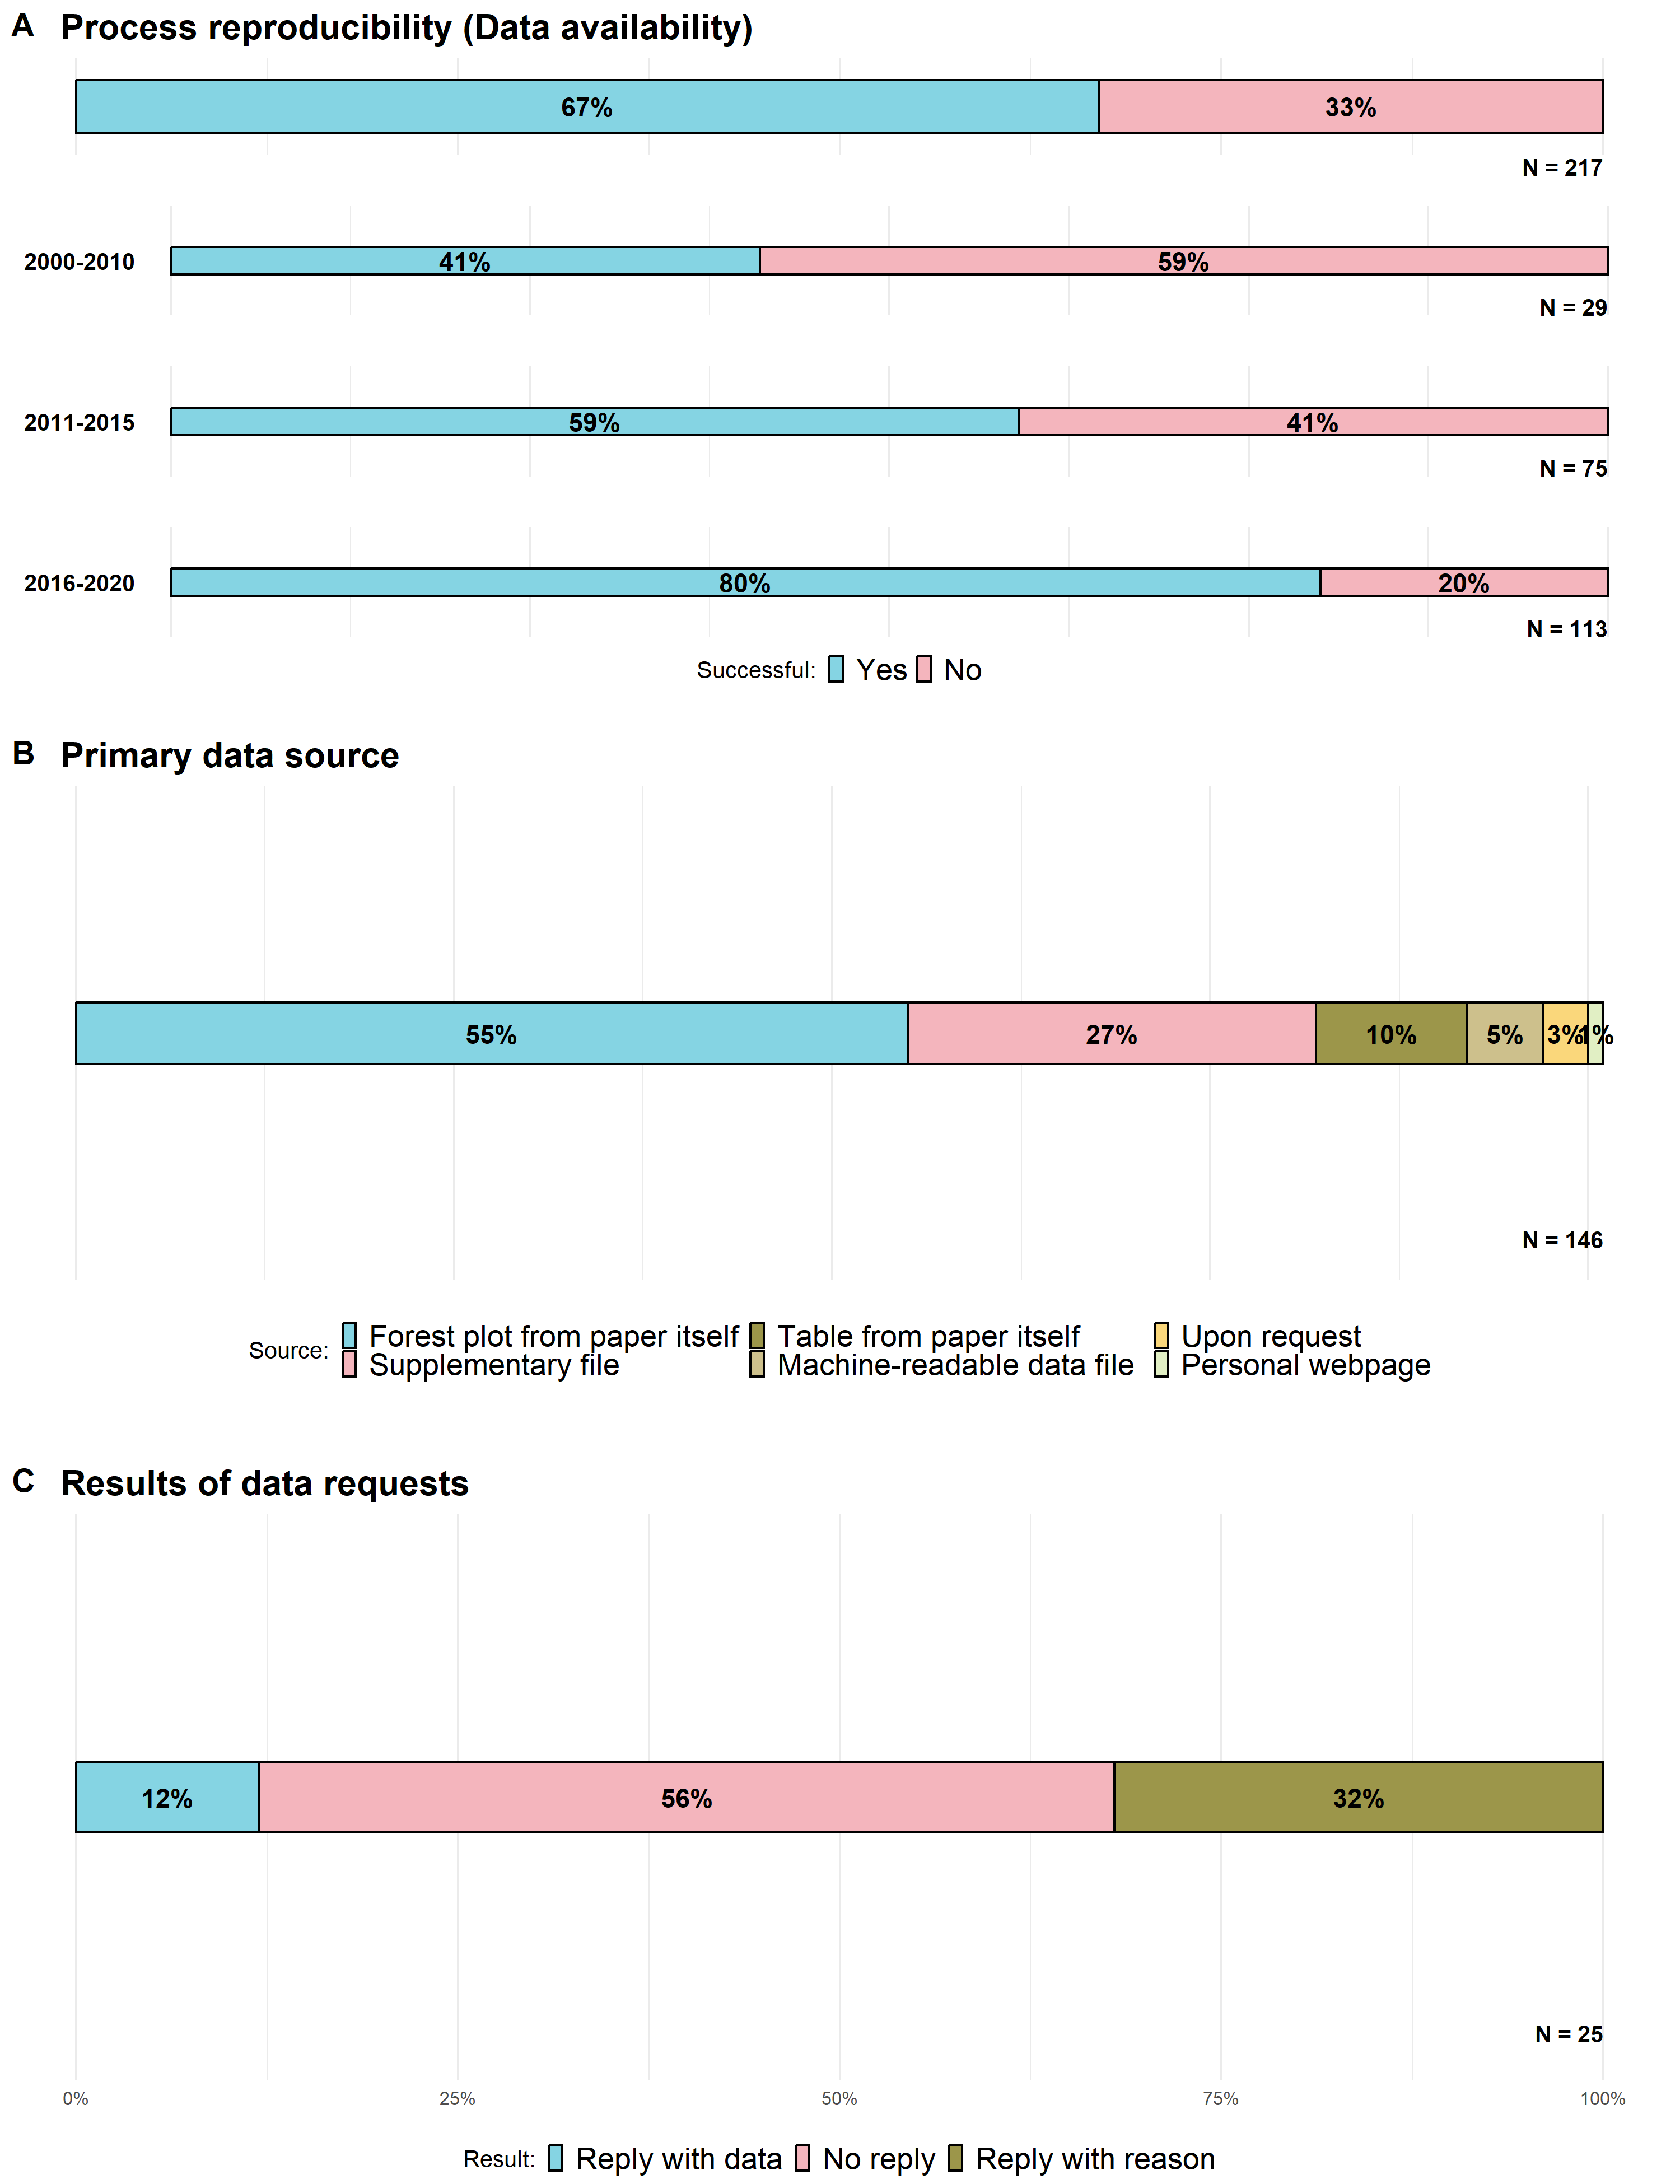 A Process reproducibility (Data availability)
67% 33%
N = 217
2000-2010 41% 59%
N = 29
2011-2015 59% 41%
N = 75
2016-2020 80% 20%
N = 113
Successful: Yes No
B Primary data source
55% 27% 10% 5% 3% 1%
N = 146
Source: Forest plot from paper itself Table from paper itself Upon request
Supplementary file Machine-readable data file Personal webpage
C Results of data requests
12% 56% 32%
N = 25
0% 25% 50% 75% 100%
Result: Reply with data No reply Reply with reason